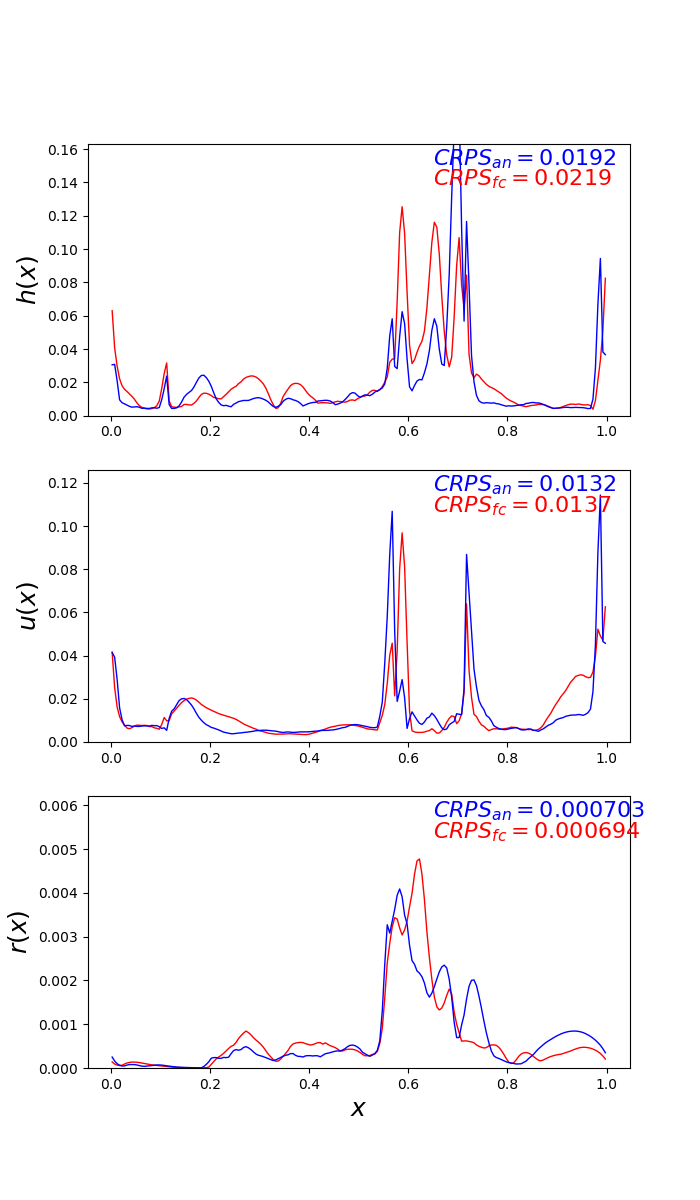 CRPS_an = 0.0192
CRPS_fc = 0.0219
h(x)
0.16
0.14
0.12
0.10
0.08
0.06
0.04
0.02
0.00
0.0 0.2 0.4 0.6 0.8 1.0
CRPS_an = 0.0132
CRPS_fc = 0.0137
u(x)
0.12
0.10
0.08
0.06
0.04
0.02
0.00
0.0 0.2 0.4 0.6 0.8 1.0
CRPS_an = 0.000703
CRPS_fc = 0.000694
r(x)
0.006
0.005
0.004
0.003
0.002
0.001
0.000
0.0 0.2 0.4 0.6 0.8 1.0
x